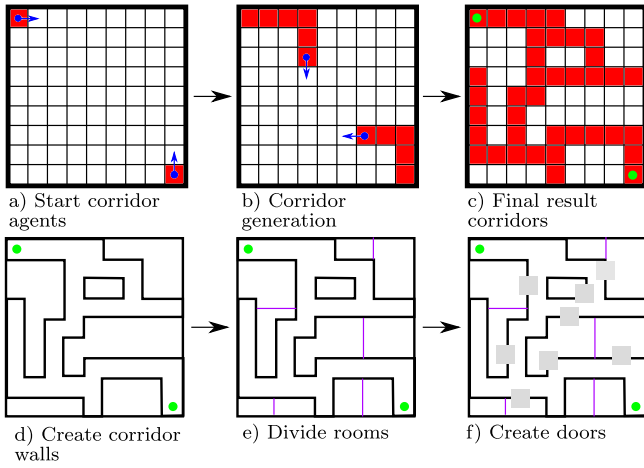 a) Start corridor
agents
b) Corridor
generation
c) Final result
corridors
d) Create corridor
walls
e) Divide rooms
f) Create doors